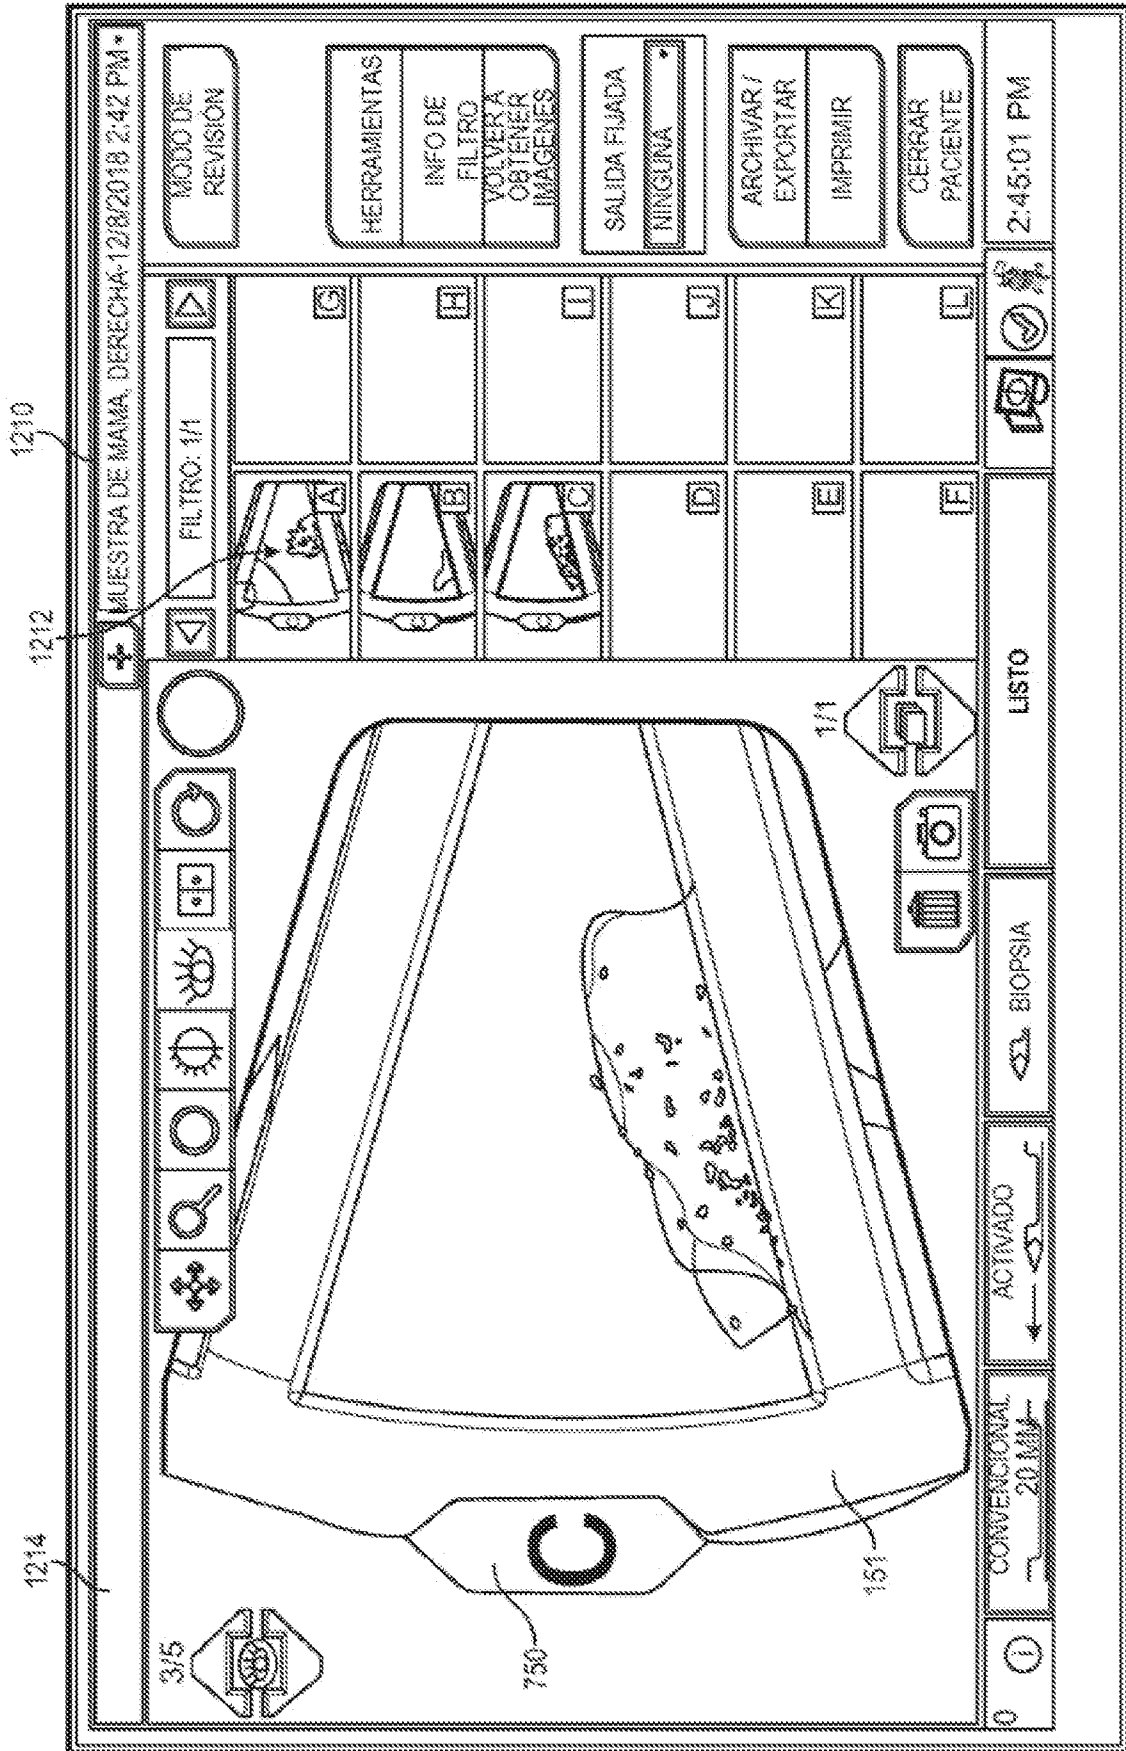 1210
1212
1214
MUESTRA DE MAMA, DERECHA-12/8/2018 2:42 PM
3/5
FILTRO: 1/1
MODO DE
REVISIÓN
A
G
B
H
C
I
D
J
E
K
F
L
HERRAMIENTAS
INFO DE
FILTRO
VOLVER A
OBTENER
IMÁGENES
SALIDA FIJADA
NINGUNA
ARCHIVAR /
EXPORTAR
IMPRIMIR
CERRAR
PACIENTE
C
750
151
1/1
0
CONVENCIONAL
20 MM
ACTIVADO
BIOPSIA
LISTO
2:45:01 PM